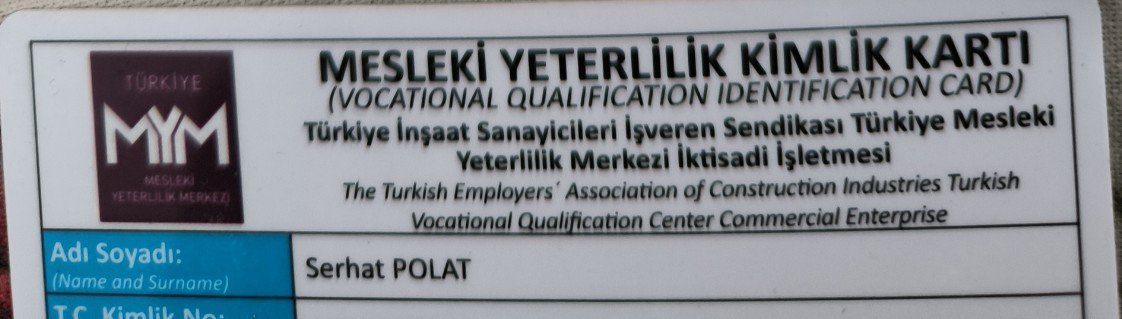 TÜRKİYE
MYM
MESLEKİ
YETERLİLİK MERKEZİ
MESLEKİ YETERLİLİK KİMLİK KARTI
(VOCATIONAL QUALIFICATION IDENTIFICATION CARD)
Türkiye İnşaat Sanayicileri İşveren Sendikası Türkiye Mesleki
Yeterlilik Merkezi İktisadi İşletmesi
The Turkish Employers´ Association of Construction Industries Turkish
Vocational Qualification Center Commercial Enterprise
Adı Soyadı:
(Name and Surname)
Serhat POLAT
T.C. Kimlik No: